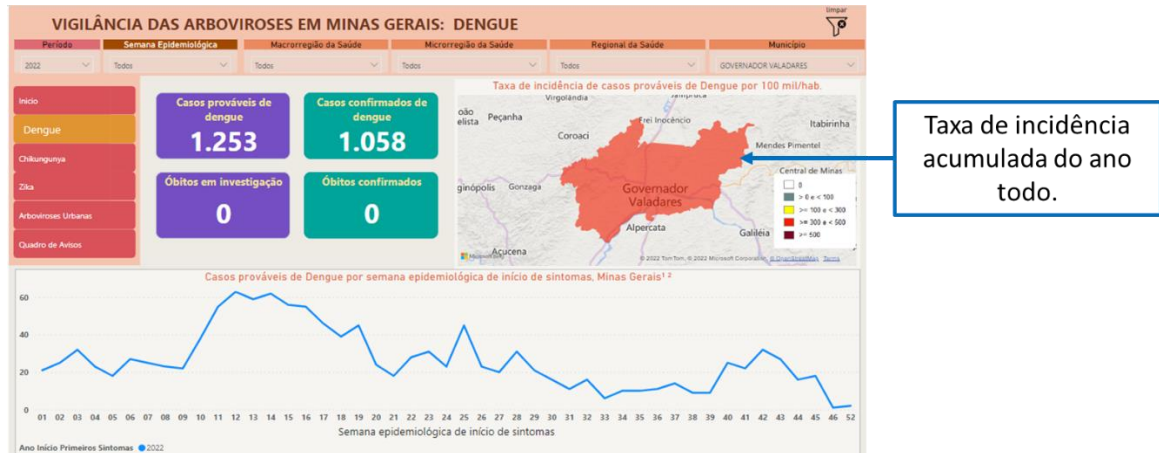 limpar
VIGILÂNCIA DAS ARBOVIROSES EM MINAS GERAIS: DENGUE
Período Semana Epidemiológica Macrorregião da Saúde Microrregião da Saúde Regional da Saúde Município
2022 Todos Todos Todos Todos GOVERNADOR VALADARES
Início
Dengue
Chikungunya
Zika
Arboviroses Urbanas
Quadro de Avisos
Casos prováveis de
dengue
1.253
Casos confirmados de
dengue
1.058
Óbitos em investigação
0
Óbitos confirmados
0
Taxa de incidência de casos prováveis de Dengue por 100 mil/hab.
Virgolândia
Peçanha
Frei Inocêncio
Itabirinha
Coroaci
Mendes Pimentel
Central de Minas
Gonzaga
Governador
Valadares
Alpercata
Galiléia
Açucena
0
> 0 e < 100
>= 100 e < 300
>= 300 e < 500
>= 500
© 2022 TomTom, © 2022 Microsoft Corporation, © OpenStreetMap Terms
Taxa de incidência
acumulada do ano
todo.
Casos prováveis de Dengue por semana epidemiológica de início de sintomas, Minas Gerais¹ ²
60
40
20
0
01 02 03 04 05 06 07 08 09 10 11 12 13 14 15 16 17 18 19 20 21 22 23 24 25 26 27 28 29 30 31 32 33 34 35 36 37 38 39 40 41 42 43 44 45 46 52
Semana epidemiológica de início de sintomas
Ano Início Primeiros Sintomas 2022